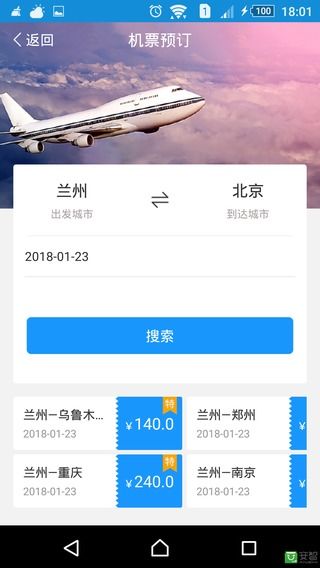 1
100
18:01
返回
机票预订
兰州
北京
出发城市
到达城市
2018-01-23
搜索
特
兰州—乌鲁木...
¥140.0
2018-01-23
兰州—郑州
2018-01-23
特
兰州—重庆
¥240.0
2018-01-23
兰州—南京
2018-01-23
安智